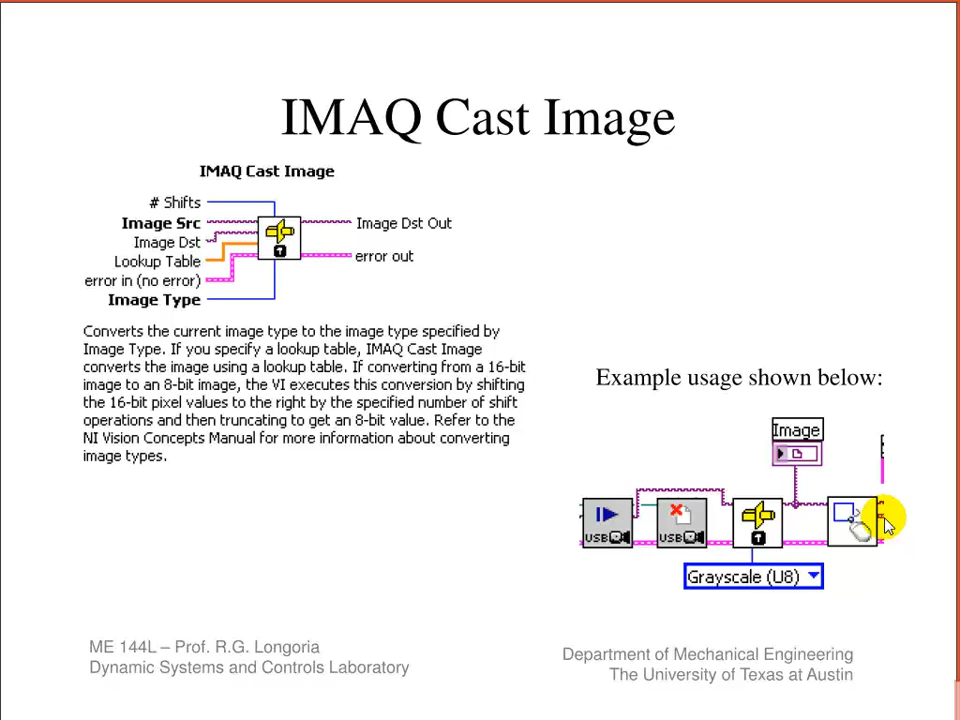 IMAQ Cast Image
IMAQ Cast Image
# Shifts
Image Src
Image Dst
Lookup Table
error in (no error)
Image Type
Image Dst Out
error out
Converts the current image type to the image type specified by
Image Type. If you specify a lookup table, IMAQ Cast Image
converts the image using a lookup table. If converting from a 16-bit
image to an 8-bit image, the VI executes this conversion by shifting
the 16-bit pixel values to the right by the specified number of shift
operations and then truncating to get an 8-bit value. Refer to the
NI Vision Concepts Manual for more information about converting
image types.
Example usage shown below:
Image
USB
USB
Grayscale (U8)
ME 144L – Prof. R.G. Longoria
Dynamic Systems and Controls Laboratory
Department of Mechanical Engineering
The University of Texas at Austin